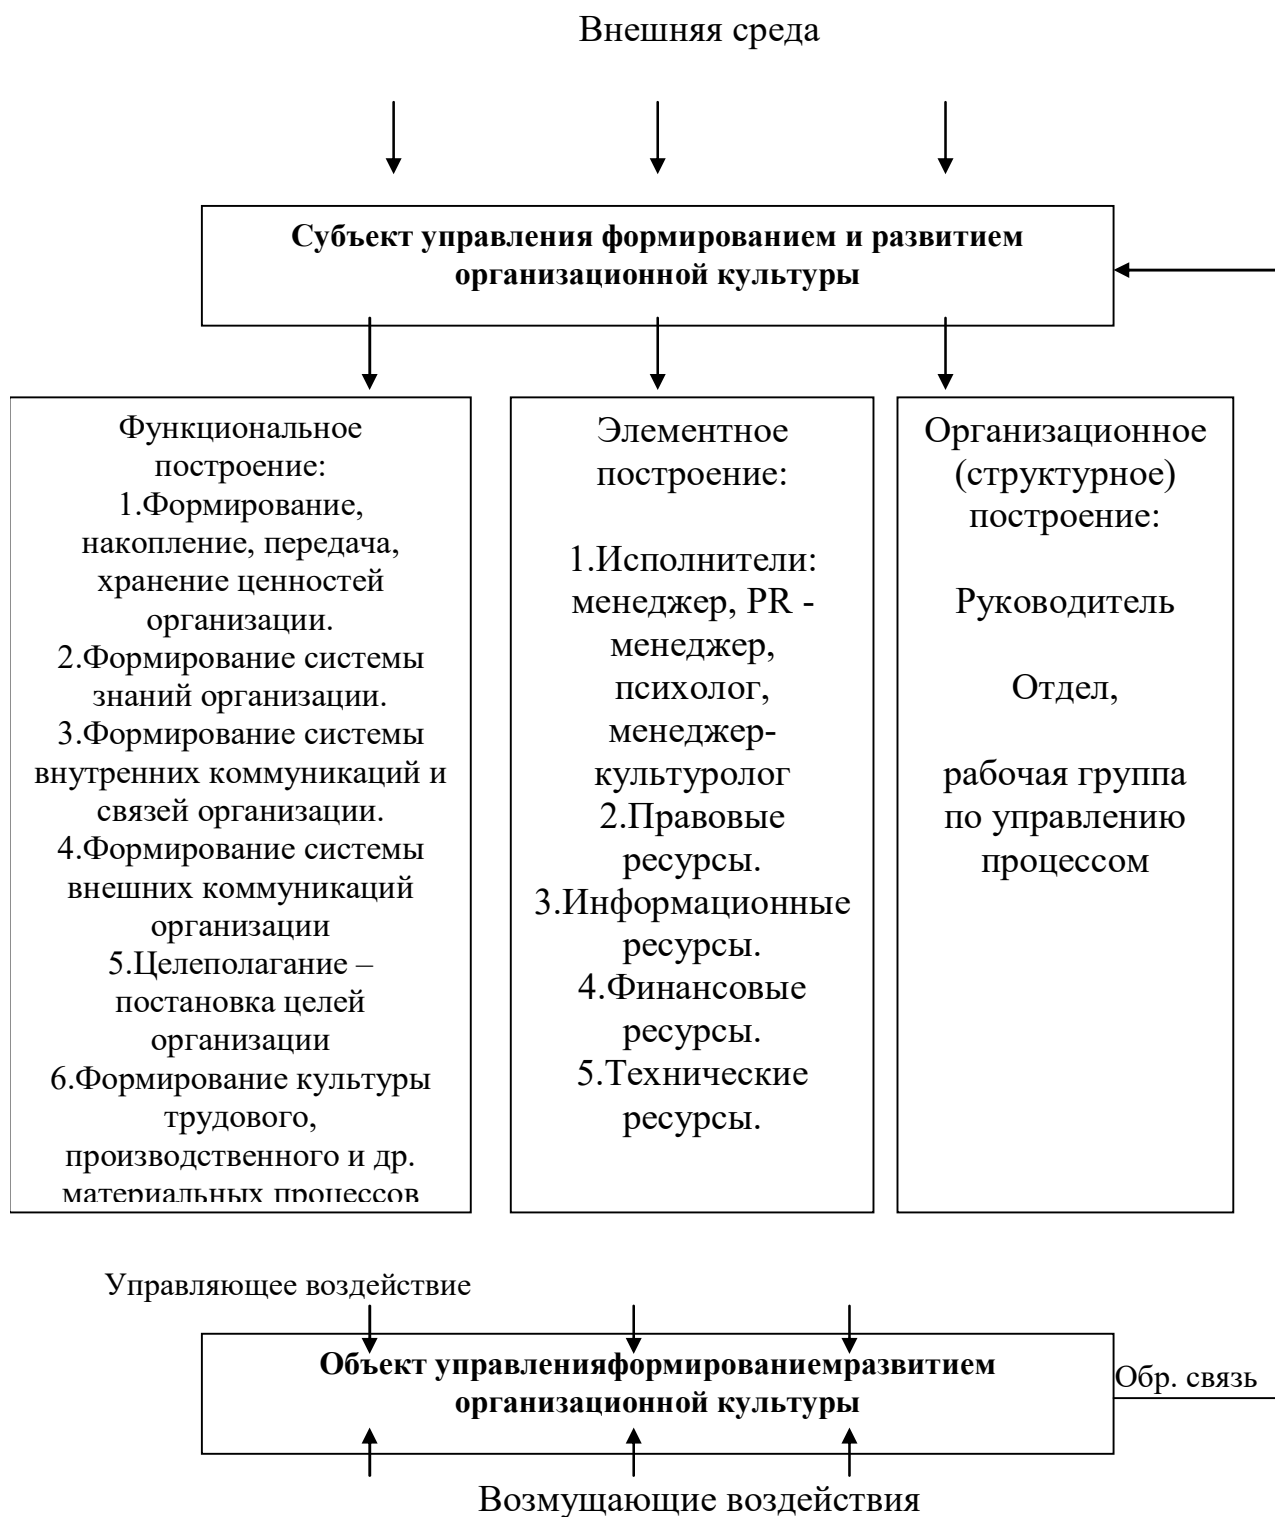 Внешняя среда
Субъект управления формированием и развитием
организационной культуры
Функциональное
построение:
1.Формирование,
накопление, передача,
хранение ценностей
организации.
2.Формирование системы
знаний организации.
3.Формирование системы
внутренних коммуникаций и
связей организации.
4.Формирование системы
внешних коммуникаций
организации
5.Целеполагание –
постановка целей
организации
6.Формирование культуры
трудового,
производственного и др.
материальных процессов
Элементное
построение:
1.Исполнители:
менеджер, PR -
менеджер,
психолог,
менеджер-
культуролог
2.Правовые
ресурсы.
3.Информационные
ресурсы.
4.Финансовые
ресурсы.
5.Технические
ресурсы.
Организационное
(структурное)
построение:
Руководитель
Отдел,
рабочая группа
по управлению
процессом
Управляющее воздействие
Объект управленияформированиемразвитием
организационной культуры
Обр. связь
Возмущающие воздействия